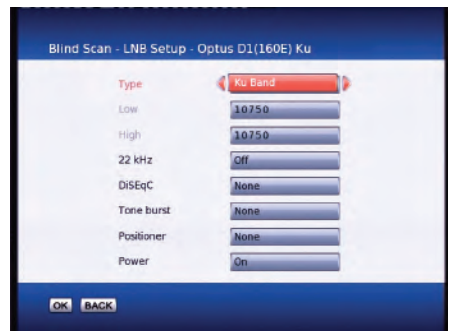 Blind Scan - LNB Setup - Optus D1(160E) Ku
Type Ku Band
Low 10750
High 10750
22 kHz Off
DiSEqC None
Tone burst None
Positioner None
Power On
OK BACK